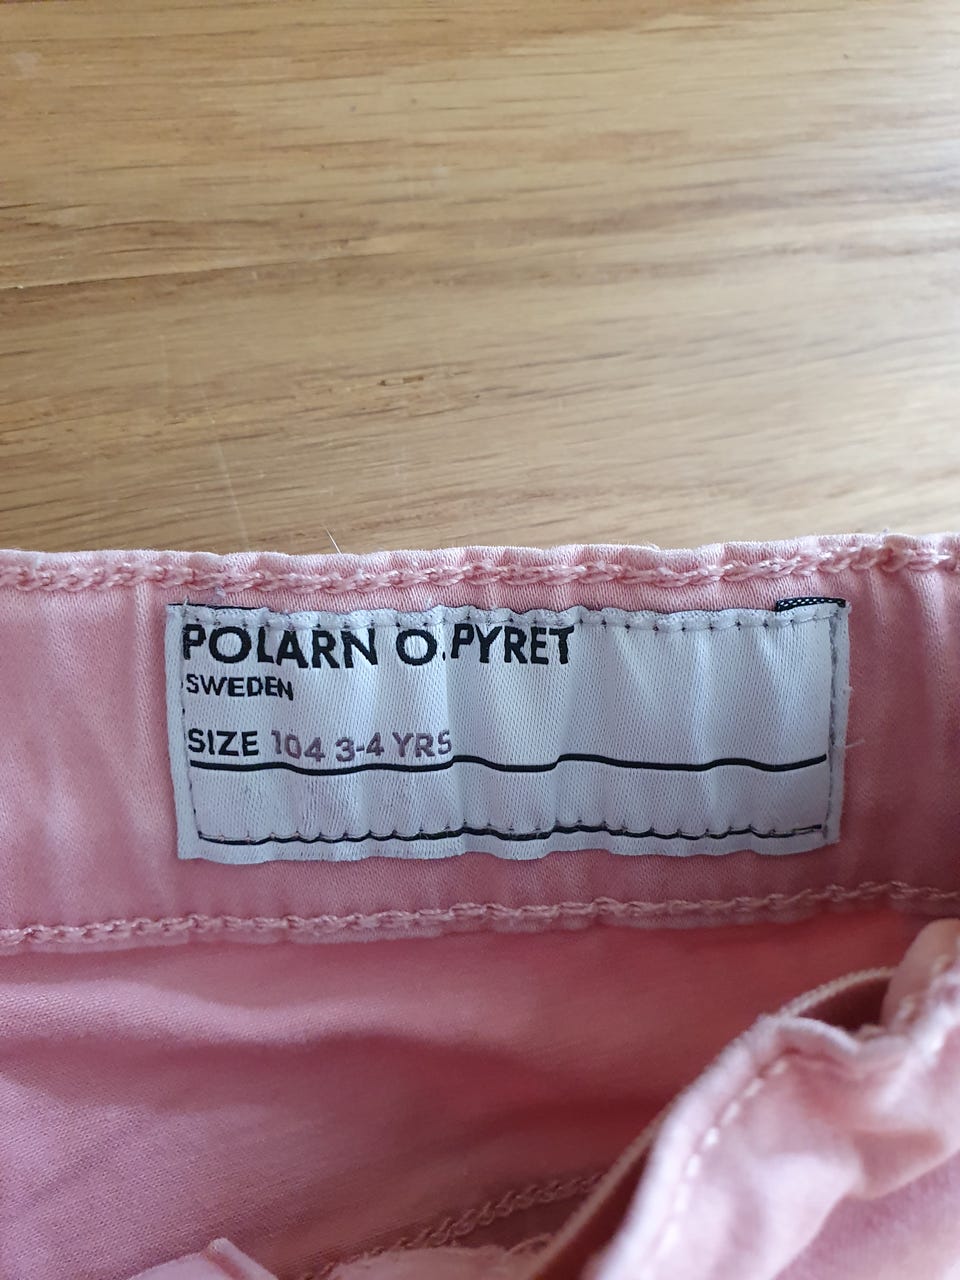 POLARN O. PYRET
SWEDEN
SIZE 104 3-4 YRS